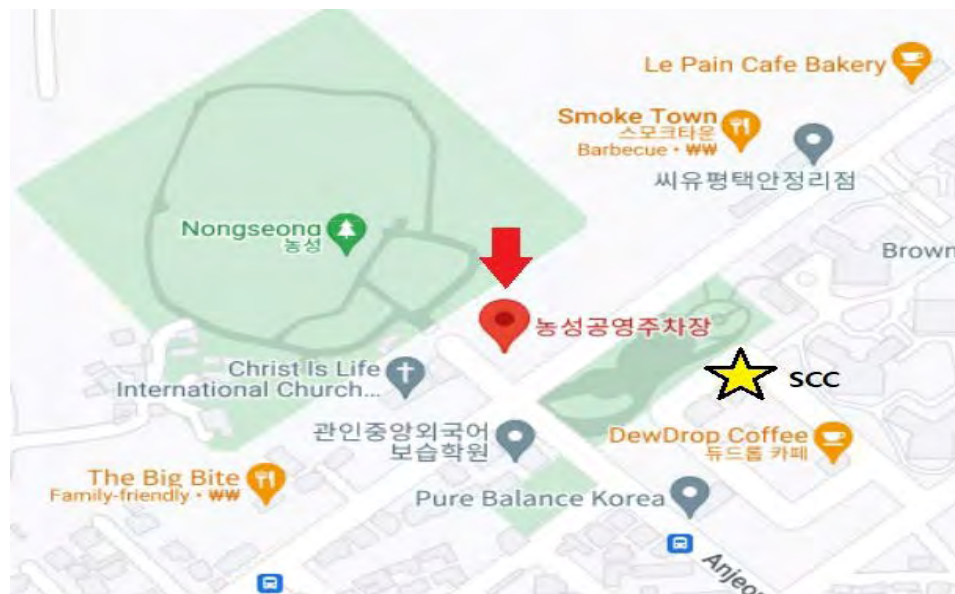 Le Pain Cafe Bakery
Smoke Town
스모크타운
Barbecue • ₩₩
씨유평택안정리점
Nongseong
농성
Brown
농성공영주차장
Christ Is Life
International Church...
SCC
관인중앙외국어
보습학원
DewDrop Coffee
듀드롭 카페
The Big Bite
Family-friendly • ₩₩
Pure Balance Korea
Anjeo